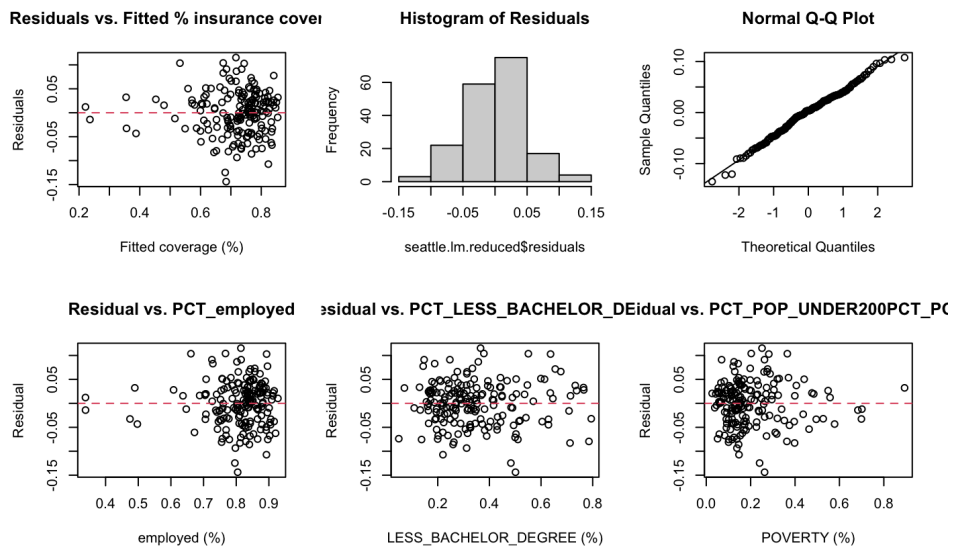 Residuals vs. Fitted % insurance cover
Residuals
0.05
-0.05
-0.15
0.2 0.4 0.6 0.8
Fitted coverage (%)
Histogram of Residuals
Frequency
60
40
20
0
-0.15 -0.05 0.05 0.15
seattle.lm.reduced$residuals
Normal Q-Q Plot
Sample Quantiles
0.10
0.00
-0.10
-2 -1 0 1 2
Theoretical Quantiles
Residual vs. PCT_employed
Residual
0.05
-0.05
-0.15
0.4 0.5 0.6 0.7 0.8 0.9
employed (%)
esidual vs. PCT_LESS_BACHELOR_DE
Residual
0.05
-0.05
-0.15
0.2 0.4 0.6 0.8
LESS_BACHELOR_DEGREE (%)
idual vs. PCT_POP_UNDER200PCT_PO
Residual
0.05
-0.05
-0.15
0.0 0.2 0.4 0.6 0.8
POVERTY (%)